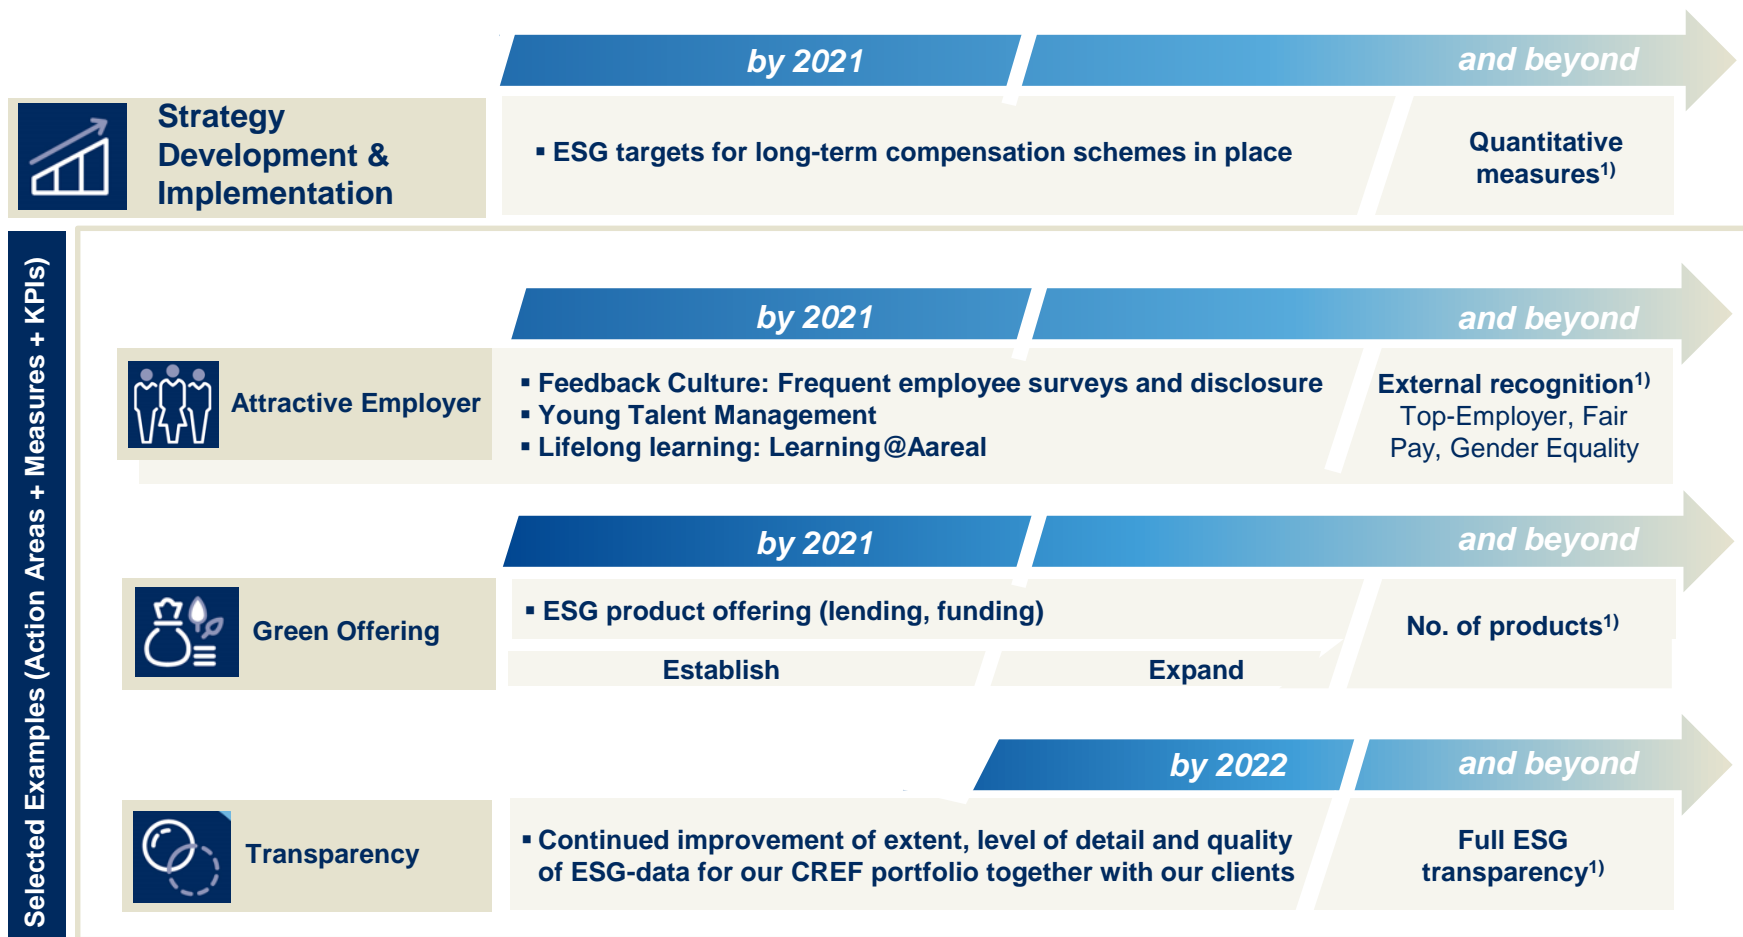 by 2021
and beyond
Strategy
Development &
Implementation
▪ ESG targets for long-term compensation schemes in place
Quantitative
measures1)
Selected Examples (Action Areas + Measures + KPIs)
by 2021
and beyond
Attractive Employer
▪ Feedback Culture: Frequent employee surveys and disclosure
▪ Young Talent Management
▪ Lifelong learning: Learning@Aareal
External recognition1)
Top-Employer, Fair
Pay, Gender Equality
by 2021
and beyond
Green Offering
▪ ESG product offering (lending, funding)
Establish
Expand
No. of products1)
by 2022
and beyond
Transparency
▪ Continued improvement of extent, level of detail and quality
of ESG-data for our CREF portfolio together with our clients
Full ESG
transparency1)